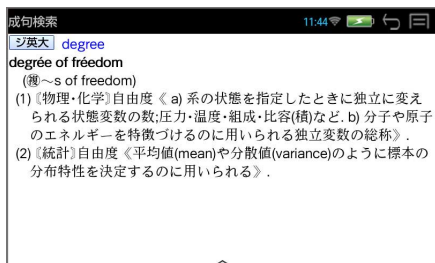 成句検索 11:44
ジ英大 degree
degrée of fréedom
(複～s of freedom)
(1)〖物理・化学〗自由度《 a) 系の状態を指定したときに独立に変え
られる状態変数の数;圧力・温度・組成・比容(積)など. b) 分子や原子
のエネルギーを特徴づけるのに用いられる独立変数の総称》.
(2)〖統計〗自由度《平均値(mean)や分散値(variance)のように標本の
分布特性を決定するのに用いられる》.